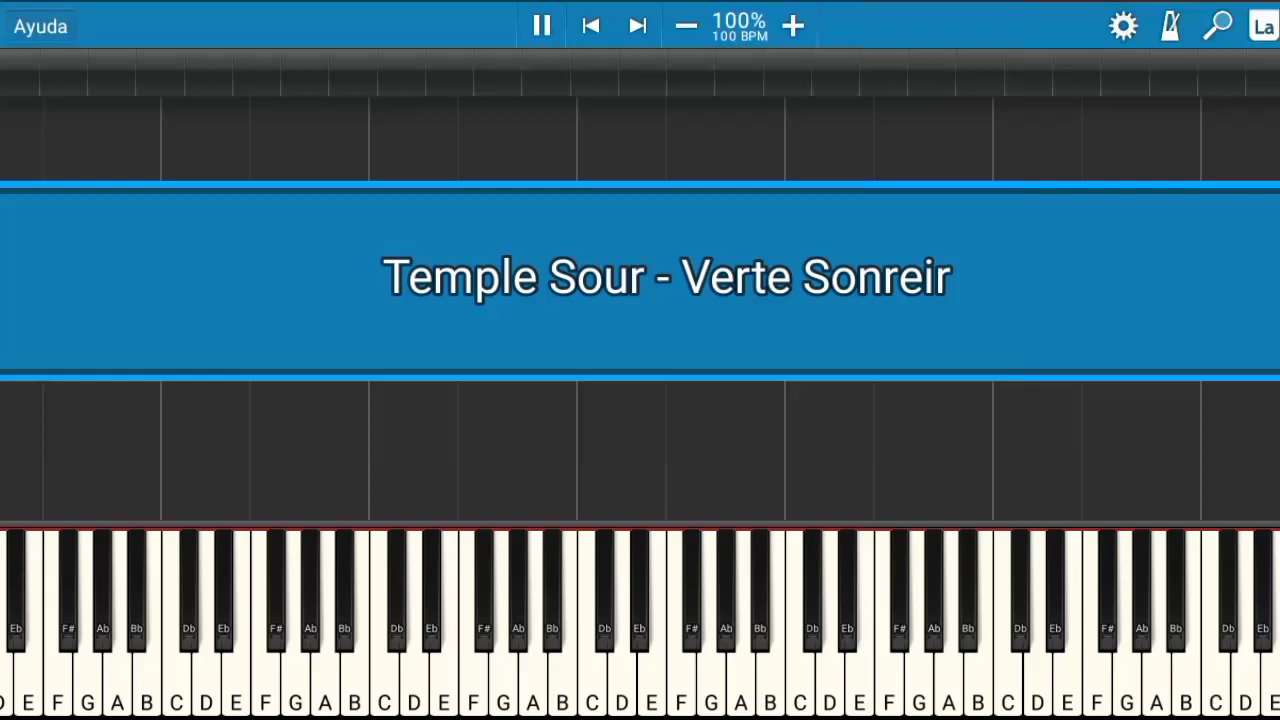 Ayuda
100%
100 BPM
La
Temple Sour - Verte Sonreir
Eb F# Ab Bb Db Eb F# Ab Bb Db Eb F# Ab Bb Db Eb F# Ab Bb Db Eb F# Ab Bb Db Eb F# Ab Bb Db Eb
D E F G A B C D E F G A B C D E F G A B C D E F G A B C D E F G A B C D E F G A B C D E